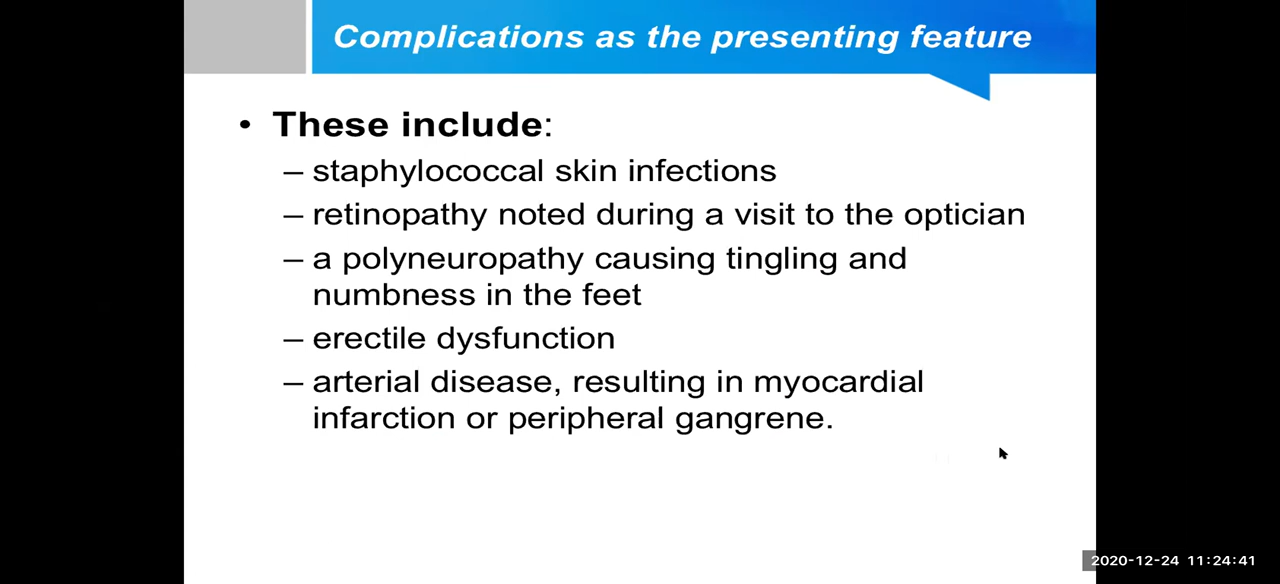 Complications as the presenting feature
• These include:
– staphylococcal skin infections
– retinopathy noted during a visit to the optician
– a polyneuropathy causing tingling and
numbness in the feet
– erectile dysfunction
– arterial disease, resulting in myocardial
infarction or peripheral gangrene.
2020-12-24 11:24:41